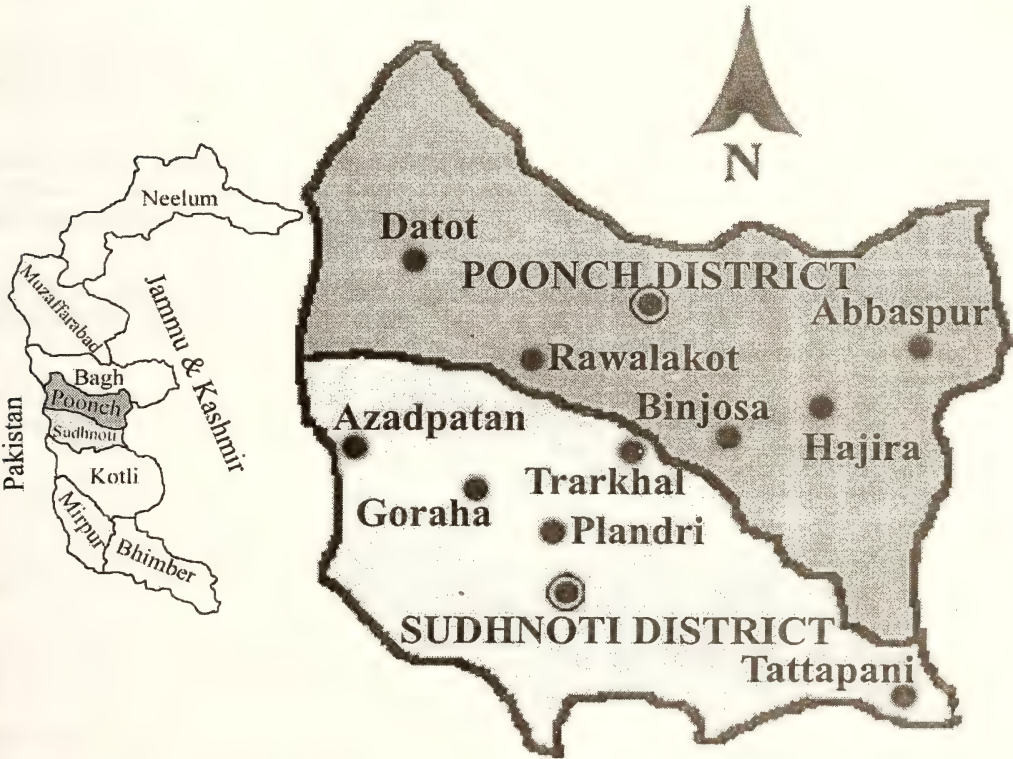 N
Neelum
Muzaffarabad
Jammu & Kashmir
Bagh
Poonch
Sudhnoti
Pakistan
Kotli
Mirpur
Bhimber
Datot
POONCH DISTRICT
Abbaspur
Rawalakot
Binjosa
Azadpatan
Hajira
Trarkhal
Goraha
Plandri
SUDHNOTI DISTRICT
Tattapani